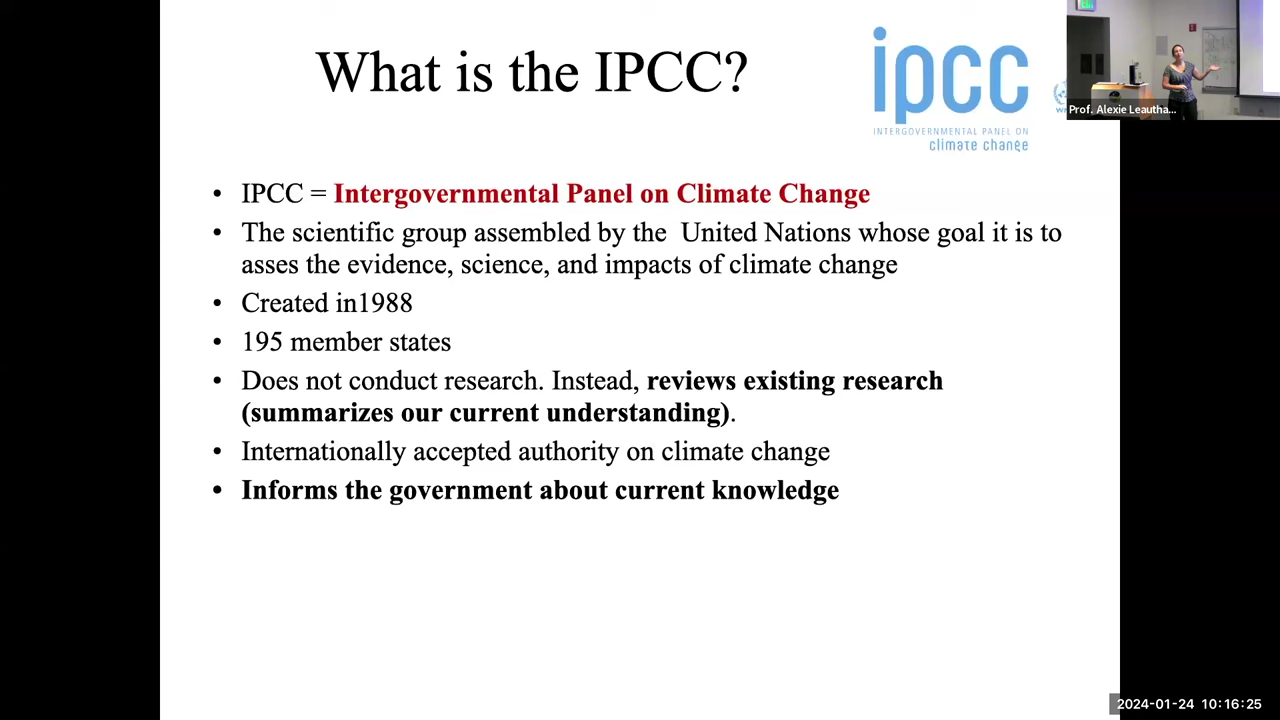 What is the IPCC?
ipcc
INTERGOVERNMENTAL PANEL ON
climate change
Prof. Alexie Leautha...
• IPCC = Intergovernmental Panel on Climate Change
• The scientific group assembled by the United Nations whose goal it is to
asses the evidence, science, and impacts of climate change
• Created in1988
• 195 member states
• Does not conduct research. Instead, reviews existing research
(summarizes our current understanding).
• Internationally accepted authority on climate change
• Informs the government about current knowledge
2024-01-24 10:16:25